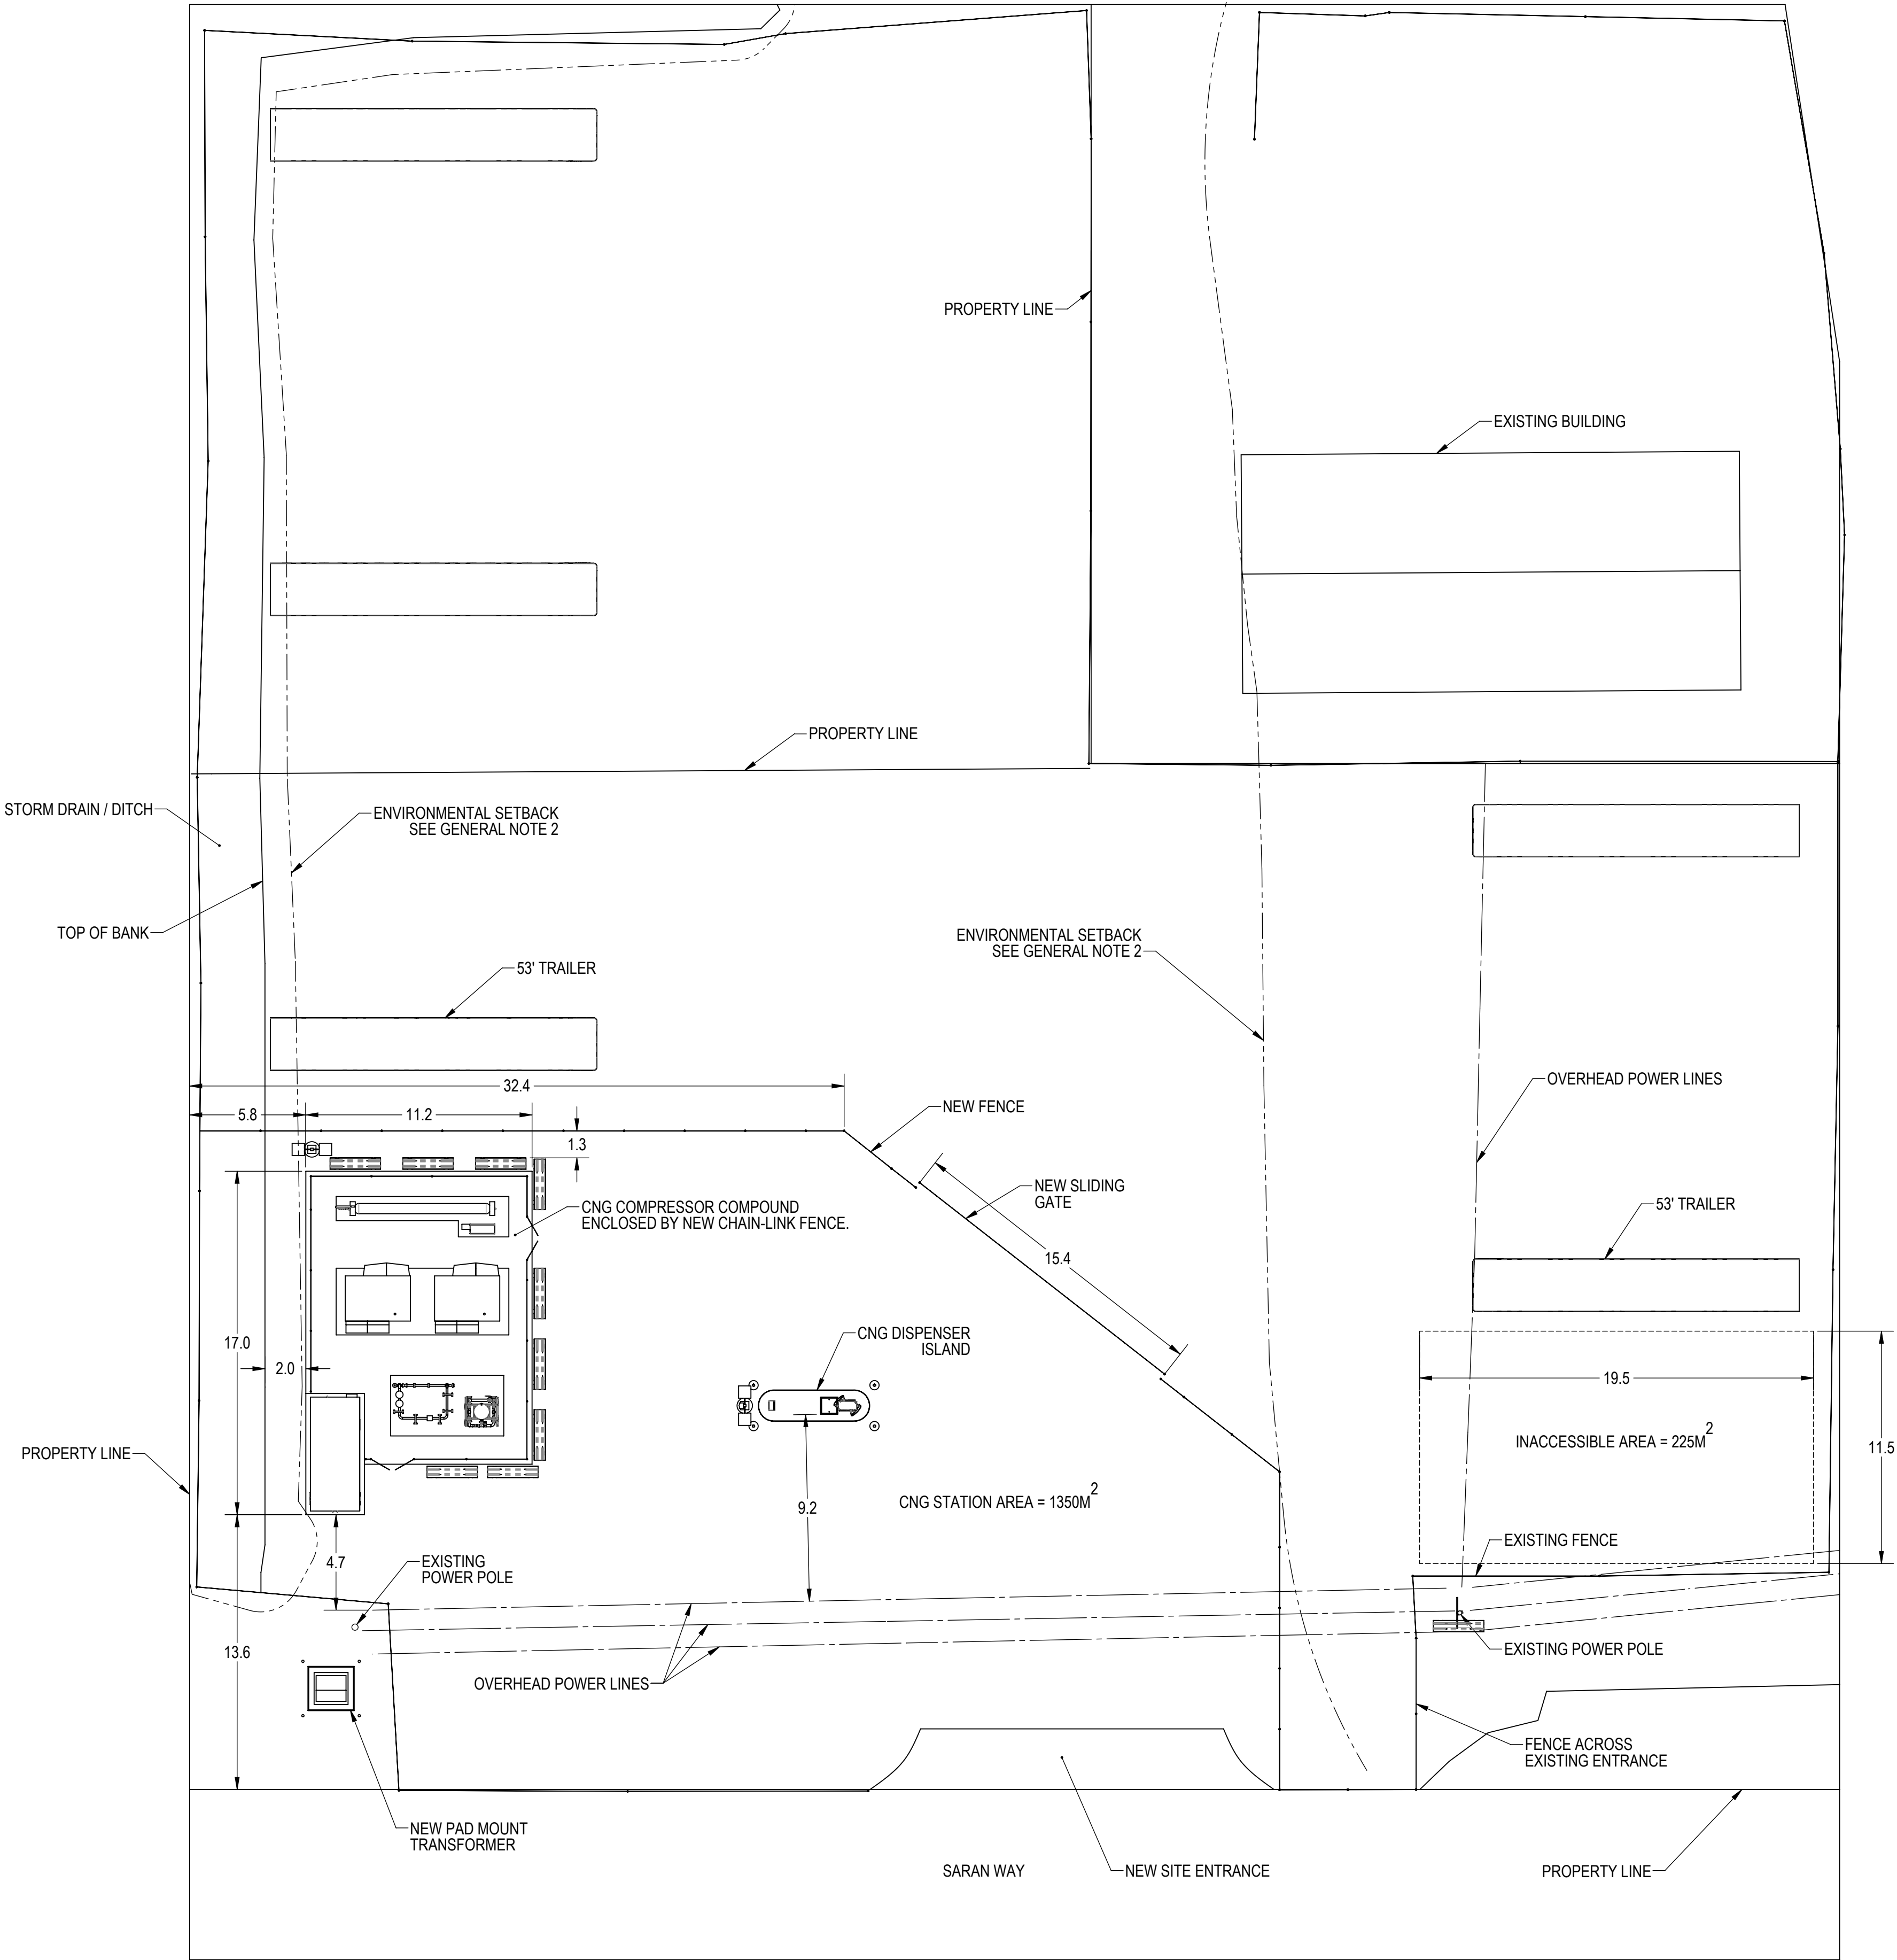 PROPERTY LINE
EXISTING BUILDING
PROPERTY LINE
STORM DRAIN / DITCH
ENVIRONMENTAL SETBACK
SEE GENERAL NOTE 2
TOP OF BANK
ENVIRONMENTAL SETBACK
SEE GENERAL NOTE 2
53' TRAILER
32.4
OVERHEAD POWER LINES
5.8
11.2
NEW FENCE
1.3
NEW SLIDING
GATE
CNG COMPRESSOR COMPOUND
ENCLOSED BY NEW CHAIN-LINK FENCE.
53' TRAILER
15.4
17.0
2.0
CNG DISPENSER
ISLAND
19.5
PROPERTY LINE
INACCESSIBLE AREA = 225M2
11.5
9.2
CNG STATION AREA = 1350M2
4.7
EXISTING
POWER POLE
EXISTING FENCE
13.6
OVERHEAD POWER LINES
EXISTING POWER POLE
FENCE ACROSS
EXISTING ENTRANCE
NEW PAD MOUNT
TRANSFORMER
SARAN WAY
NEW SITE ENTRANCE
PROPERTY LINE